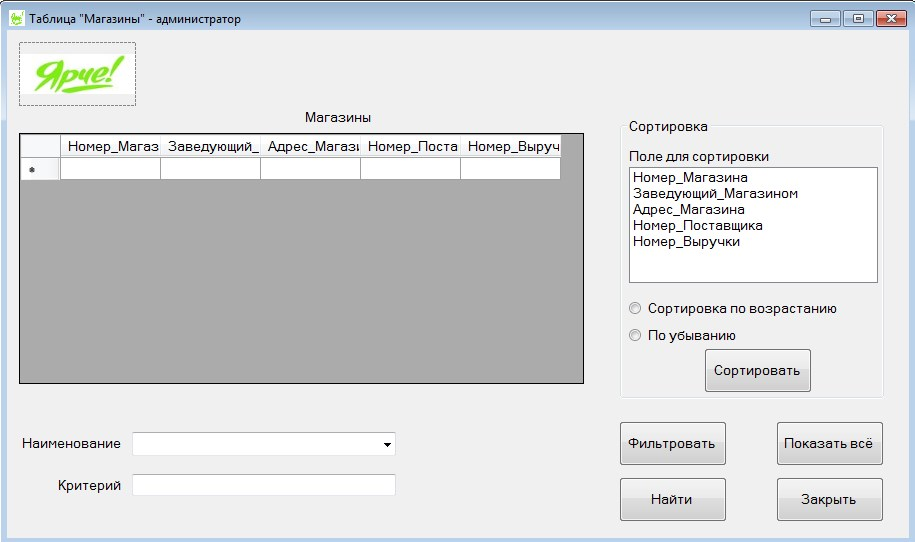 Таблица "Магазины" - администратор
Ярче!
Магазины
Номер_Магаз Заведующий_ Адрес_Магази Номер_Поста Номер_Выруч
*
Сортировка
Поле для сортировки
Номер_Магазина
Заведующий_Магазином
Адрес_Магазина
Номер_Поставщика
Номер_Выручки
Сортировка по возрастанию
По убыванию
Сортировать
Наименование
Критерий
Фильтровать
Показать всё
Найти
Закрыть